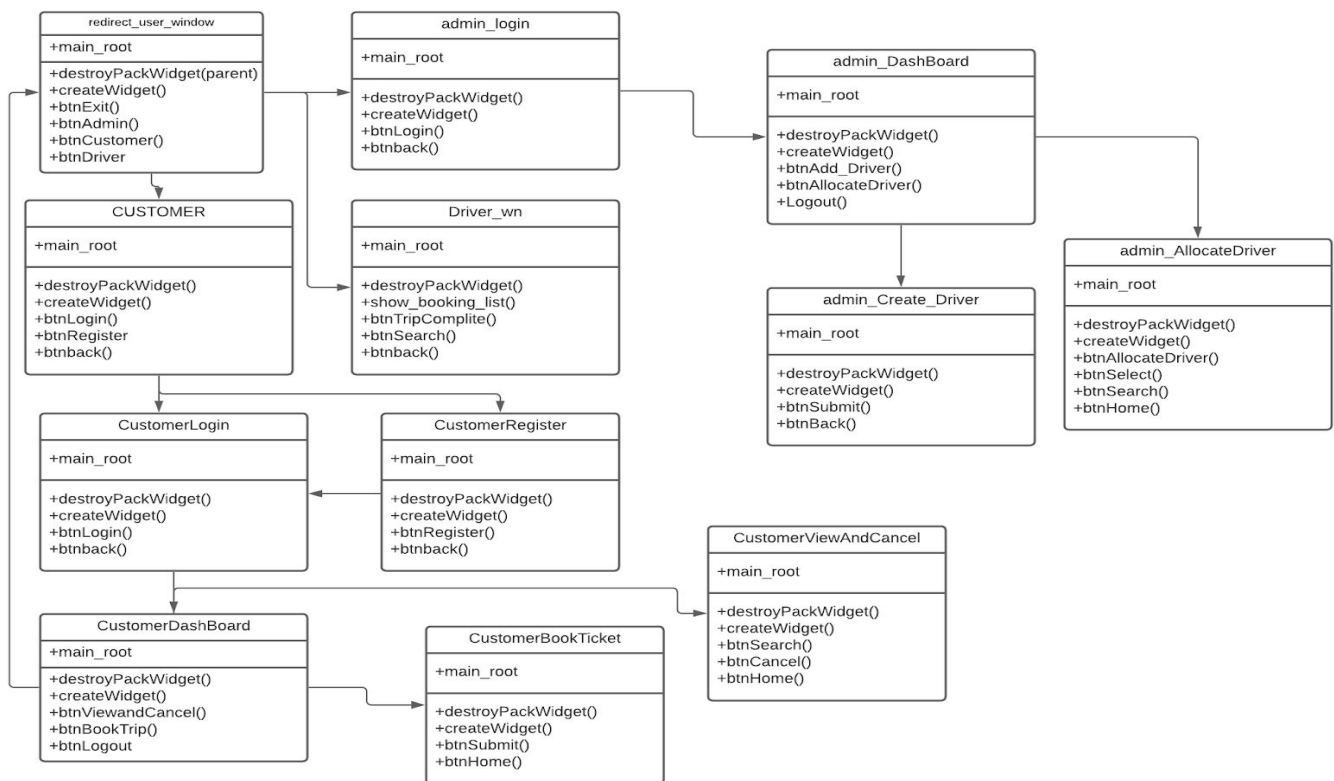 redirect_user_window
+main_root
+destroyPackWidget(parent)
+createWidget()
+btnExit()
+btnAdmin()
+btnCustomer()
+btnDriver
admin_login
+main_root
+destroyPackWidget()
+createWidget()
+btnLogin()
+btnback()
admin_DashBoard
+main_root
+destroyPackWidget()
+createWidget()
+btnAdd_Driver()
+btnAllocateDriver()
+Logout()
CUSTOMER
+main_root
+destroyPackWidget()
+createWidget()
+btnLogin()
+btnRegister
+btnback()
Driver_wn
+main_root
+destroyPackWidget()
+show_booking_list()
+btnTripComplite()
+btnSearch()
+btnback()
admin_AllocateDriver
+main_root
+destroyPackWidget()
+createWidget()
+btnAllocateDriver()
+btnSelect()
+btnSearch()
+btnHome()
admin_Create_Driver
+main_root
+destroyPackWidget()
+createWidget()
+btnSubmit()
+btnBack()
CustomerLogin
+main_root
+destroyPackWidget()
+createWidget()
+btnLogin()
+btnback()
CustomerRegister
+main_root
+destroyPackWidget()
+createWidget()
+btnRegister()
+btnback()
CustomerViewAndCancel
+main_root
+destroyPackWidget()
+createWidget()
+btnSearch()
+btnCancel()
+btnHome()
CustomerDashBoard
+main_root
+destroyPackWidget()
+createWidget()
+btnViewandCancel()
+btnBookTrip()
+btnLogout
CustomerBookTicket
+main_root
+destroyPackWidget()
+createWidget()
+btnSubmit()
+btnHome()